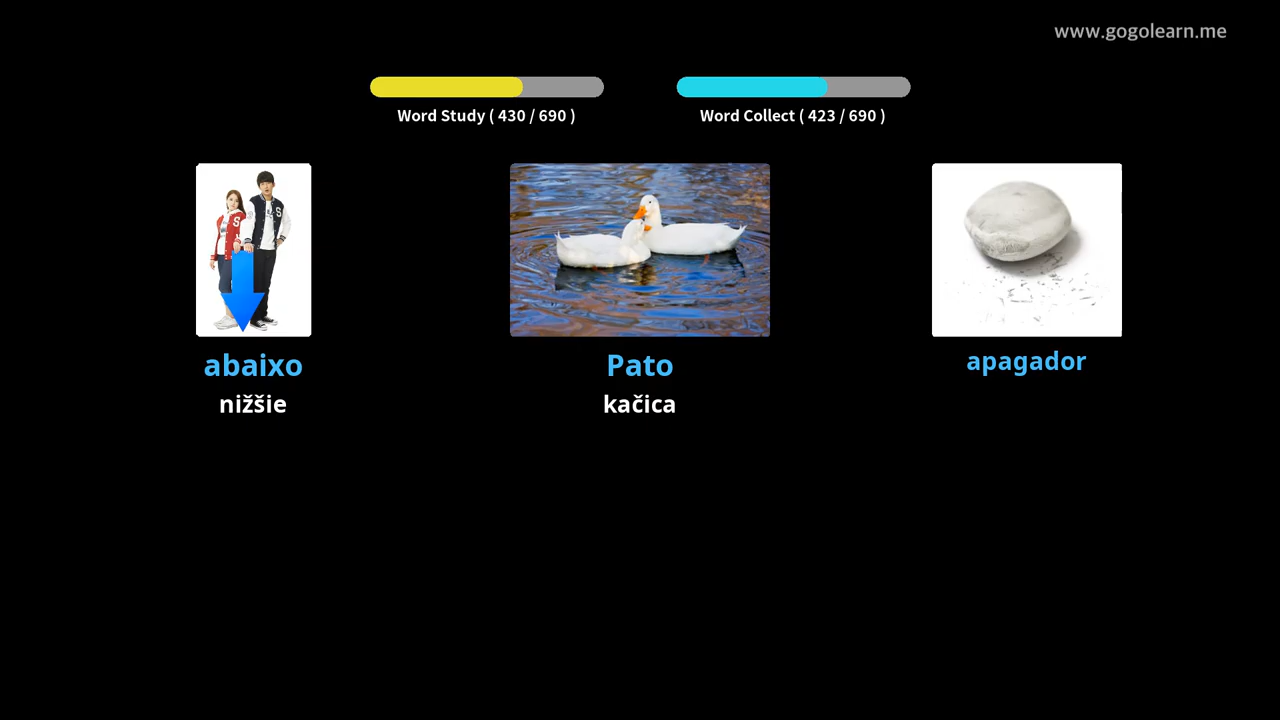 www.gogolearn.me
Word Study ( 430 / 690 )
Word Collect ( 423 / 690 )
abaixo
nižšie
Pato
kačica
apagador
S
S